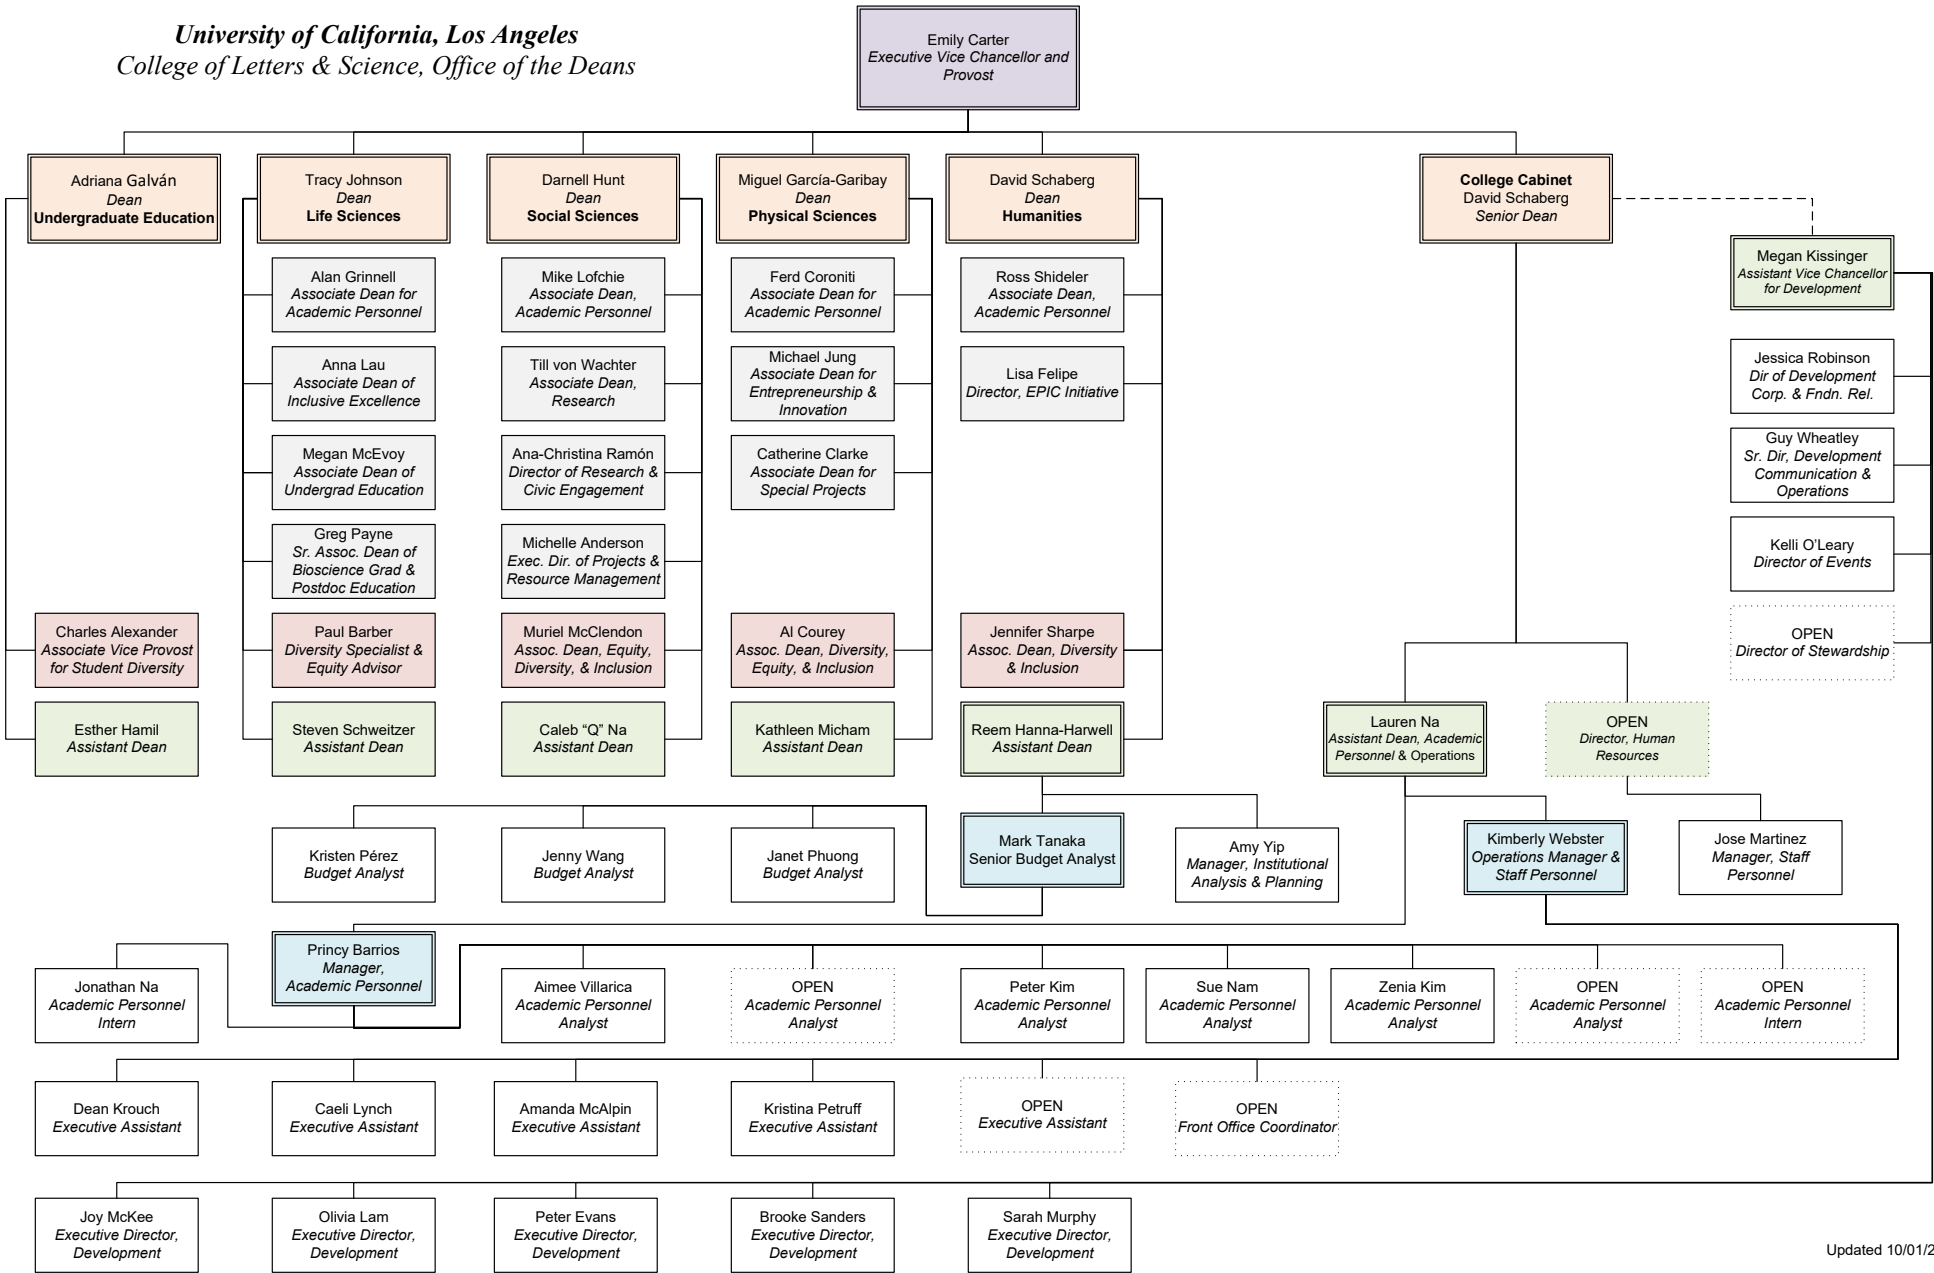 University of California, Los Angeles
College of Letters & Science, Office of the Deans
Emily Carter
Executive Vice Chancellor and
Provost
Adriana Galván
Dean
Undergraduate Education
Tracy Johnson
Dean
Life Sciences
Darnell Hunt
Dean
Social Sciences
Miguel García-Garibay
Dean
Physical Sciences
David Schaberg
Dean
Humanities
College Cabinet
David Schaberg
Senior Dean
Megan Kissinger
Assistant Vice Chancellor
for Development
Alan Grinnell
Associate Dean for
Academic Personnel
Mike Lofchie
Associate Dean,
Academic Personnel
Ferd Coroniti
Associate Dean for
Academic Personnel
Ross Shideler
Associate Dean,
Academic Personnel
Jessica Robinson
Dir of Development
Corp. & Fndn. Rel.
Anna Lau
Associate Dean of
Inclusive Excellence
Till von Wachter
Associate Dean,
Research
Michael Jung
Associate Dean for
Entrepreneurship &
Innovation
Lisa Felipe
Director, EPIC Initiative
Guy Wheatley
Sr. Dir, Development
Communication &
Operations
Megan McEvoy
Associate Dean of
Undergrad Education
Ana-Christina Ramón
Director of Research &
Civic Engagement
Catherine Clarke
Associate Dean for
Special Projects
Kelli O’Leary
Director of Events
Greg Payne
Sr. Assoc. Dean of
Bioscience Grad &
Postdoc Education
Michelle Anderson
Exec. Dir. of Projects &
Resource Management
OPEN
Director of Stewardship
Charles Alexander
Associate Vice Provost
for Student Diversity
Paul Barber
Diversity Specialist &
Equity Advisor
Muriel McClendon
Assoc. Dean, Equity,
Diversity, & Inclusion
Al Courey
Assoc. Dean, Diversity,
Equity, & Inclusion
Jennifer Sharpe
Assoc. Dean, Diversity
& Inclusion
Esther Hamil
Assistant Dean
Steven Schweitzer
Assistant Dean
Caleb “Q” Na
Assistant Dean
Kathleen Micham
Assistant Dean
Reem Hanna-Harwell
Assistant Dean
Lauren Na
Assistant Dean, Academic
Personnel & Operations
OPEN
Director, Human
Resources
Kristen Pérez
Budget Analyst
Jenny Wang
Budget Analyst
Janet Phuong
Budget Analyst
Mark Tanaka
Senior Budget Analyst
Amy Yip
Manager, Institutional
Analysis & Planning
Kimberly Webster
Operations Manager &
Staff Personnel
Jose Martinez
Manager, Staff
Personnel
Princy Barrios
Manager,
Academic Personnel
Jonathan Na
Academic Personnel
Intern
Aimee Villarica
Academic Personnel
Analyst
OPEN
Academic Personnel
Analyst
Peter Kim
Academic Personnel
Analyst
Sue Nam
Academic Personnel
Analyst
Zenia Kim
Academic Personnel
Analyst
OPEN
Academic Personnel
Analyst
OPEN
Academic Personnel
Intern
Dean Krouch
Executive Assistant
Caeli Lynch
Executive Assistant
Amanda McAlpin
Executive Assistant
Kristina Petruff
Executive Assistant
OPEN
Executive Assistant
OPEN
Front Office Coordinator
Joy McKee
Executive Director,
Development
Olivia Lam
Executive Director,
Development
Peter Evans
Executive Director,
Development
Brooke Sanders
Executive Director,
Development
Sarah Murphy
Executive Director,
Development
Updated 10/01/2